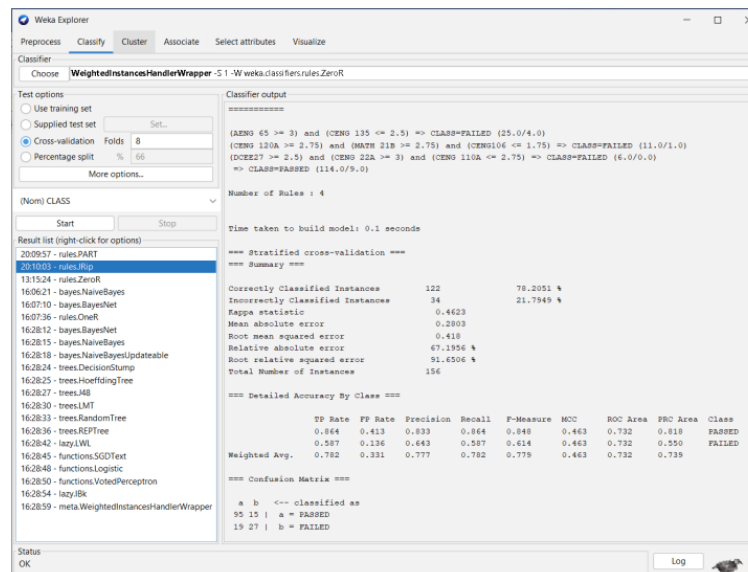 Weka Explorer
Preprocess Classify Cluster Associate Select attributes Visualize
Classifier
Choose WeightedInstancesHandlerWrapper -S 1 -W weka.classifiers.rules.ZeroR
Test options
Use training set
Supplied test set Set...
Cross-validation Folds 8
Percentage split % 66
More options...
(Nom) CLASS
Start Stop
Result list (right-click for options)
20:09:57 - rules.PART
20:10:03 - rules.JRip
13:15:24 - rules.ZeroR
16:06:21 - bayes.NaiveBayes
16:07:10 - bayes.BayesNet
16:07:36 - rules.OneR
16:28:12 - bayes.BayesNet
16:28:15 - bayes.NaiveBayes
16:28:18 - bayes.NaiveBayesUpdateable
16:28:24 - trees.DecisionStump
16:28:25 - trees.HoeffdingTree
16:28:27 - trees.J48
16:28:30 - trees.LMT
16:28:33 - trees.RandomTree
16:28:36 - trees.REPTree
16:28:42 - lazy.LWL
16:28:45 - functions.SGDText
16:28:48 - functions.Logistic
16:28:50 - functions.VotedPerceptron
16:28:54 - lazy.IBk
16:28:59 - meta.WeightedInstancesHandlerWrapper
Classifier output
===========
(AENG 65 >= 3) and (CENG 135 <= 2.5) => CLASS=FAILED (25.0/4.0)
(CENG 120A >= 2.75) and (MATH 21B >= 2.75) and (CENG106 <= 1.75) => CLASS=FAILED (11.0/1.0)
(DCEE27 >= 2.5) and (CENG 22A >= 3) and (CENG 110A <= 2.75) => CLASS=FAILED (6.0/0.0)
=> CLASS=PASSED (114.0/9.0)
Number of Rules : 4
Time taken to build model: 0.1 seconds
=== Stratified cross-validation ===
=== Summary ===
Correctly Classified Instances 122 78.2051 %
Incorrectly Classified Instances 34 21.7949 %
Kappa statistic 0.4623
Mean absolute error 0.2803
Root mean squared error 0.418
Relative absolute error 67.1956 %
Root relative squared error 91.6506 %
Total Number of Instances 156
=== Detailed Accuracy By Class ===
TP Rate FP Rate Precision Recall F-Measure MCC ROC Area PRC Area Class
0.864 0.413 0.833 0.864 0.848 0.463 0.732 0.818 PASSED
0.587 0.136 0.643 0.587 0.614 0.463 0.732 0.550 FAILED
Weighted Avg. 0.782 0.331 0.777 0.782 0.779 0.463 0.732 0.739
=== Confusion Matrix ===
a b <-- classified as
95 15 | a = PASSED
19 27 | b = FAILED
Status
OK
Log